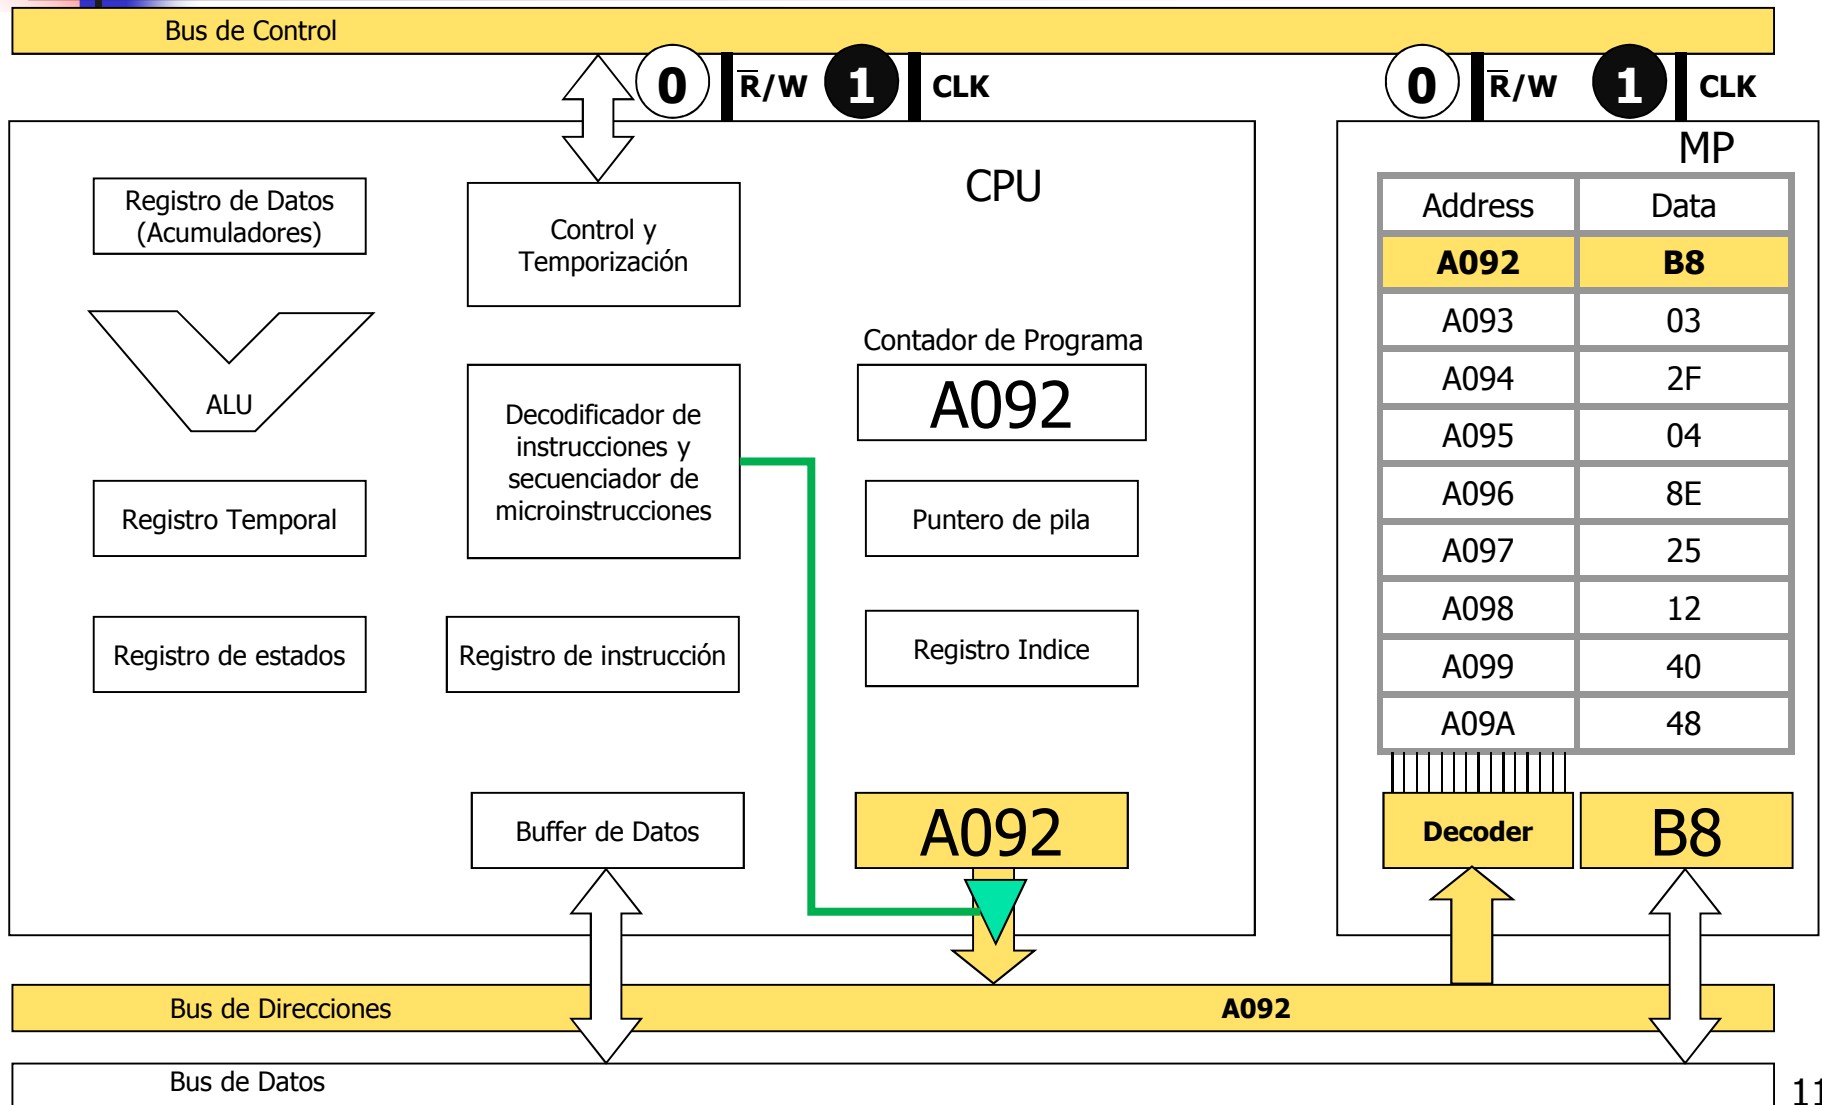 Bus de Control
0 R̅/W 1 CLK
0 R̅/W 1 CLK
CPU
Registro de Datos
(Acumuladores)
Control y
Temporización
ALU
Decodificador de
instrucciones y
secuenciador de
microinstrucciones
Contador de Programa
A092
Registro Temporal
Puntero de pila
Registro de estados
Registro de instrucción
Registro Indice
Buffer de Datos
A092
MP
Address Data
A092 B8
A093 03
A094 2F
A095 04
A096 8E
A097 25
A098 12
A099 40
A09A 48
Decoder B8
Bus de Direcciones A092
Bus de Datos
11